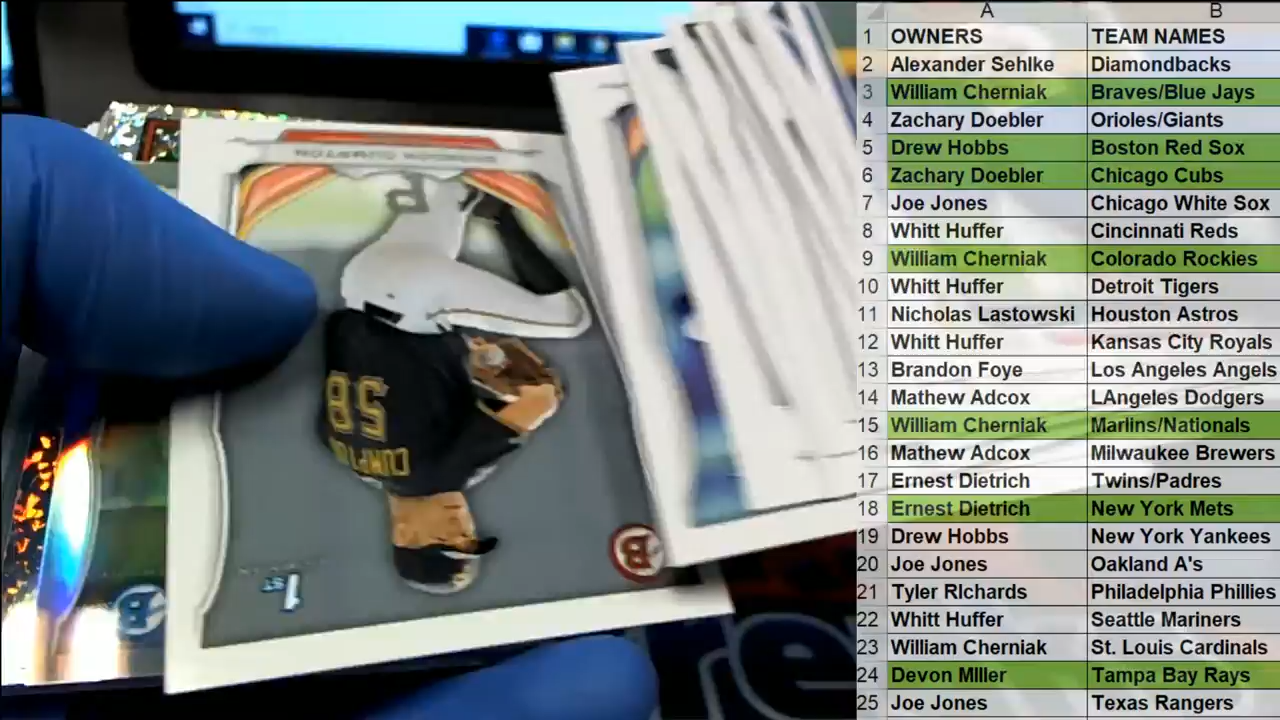 A B
1 OWNERS TEAM NAMES
2 Alexander Sehlke Diamondbacks
3 William Cherniak Braves/Blue Jays
4 Zachary Doebler Orioles/Giants
5 Drew Hobbs Boston Red Sox
6 Zachary Doebler Chicago Cubs
7 Joe Jones Chicago White Sox
8 Whitt Huffer Cincinnati Reds
9 William Cherniak Colorado Rockies
10 Whitt Huffer Detroit Tigers
11 Nicholas Lastowski Houston Astros
12 Whitt Huffer Kansas City Royals
13 Brandon Foye Los Angeles Angels
14 Mathew Adcox LAngeles Dodgers
15 William Cherniak Marlins/Nationals
16 Mathew Adcox Milwaukee Brewers
17 Ernest Dietrich Twins/Padres
18 Ernest Dietrich New York Mets
19 Drew Hobbs New York Yankees
20 Joe Jones Oakland A's
21 Tyler RIchards Philadelphia Phillies
22 Whitt Huffer Seattle Mariners
23 William Cherniak St. Louis Cardinals
24 Devon MIller Tampa Bay Rays
25 Joe Jones Texas Rangers
P
58
B
1ST
B